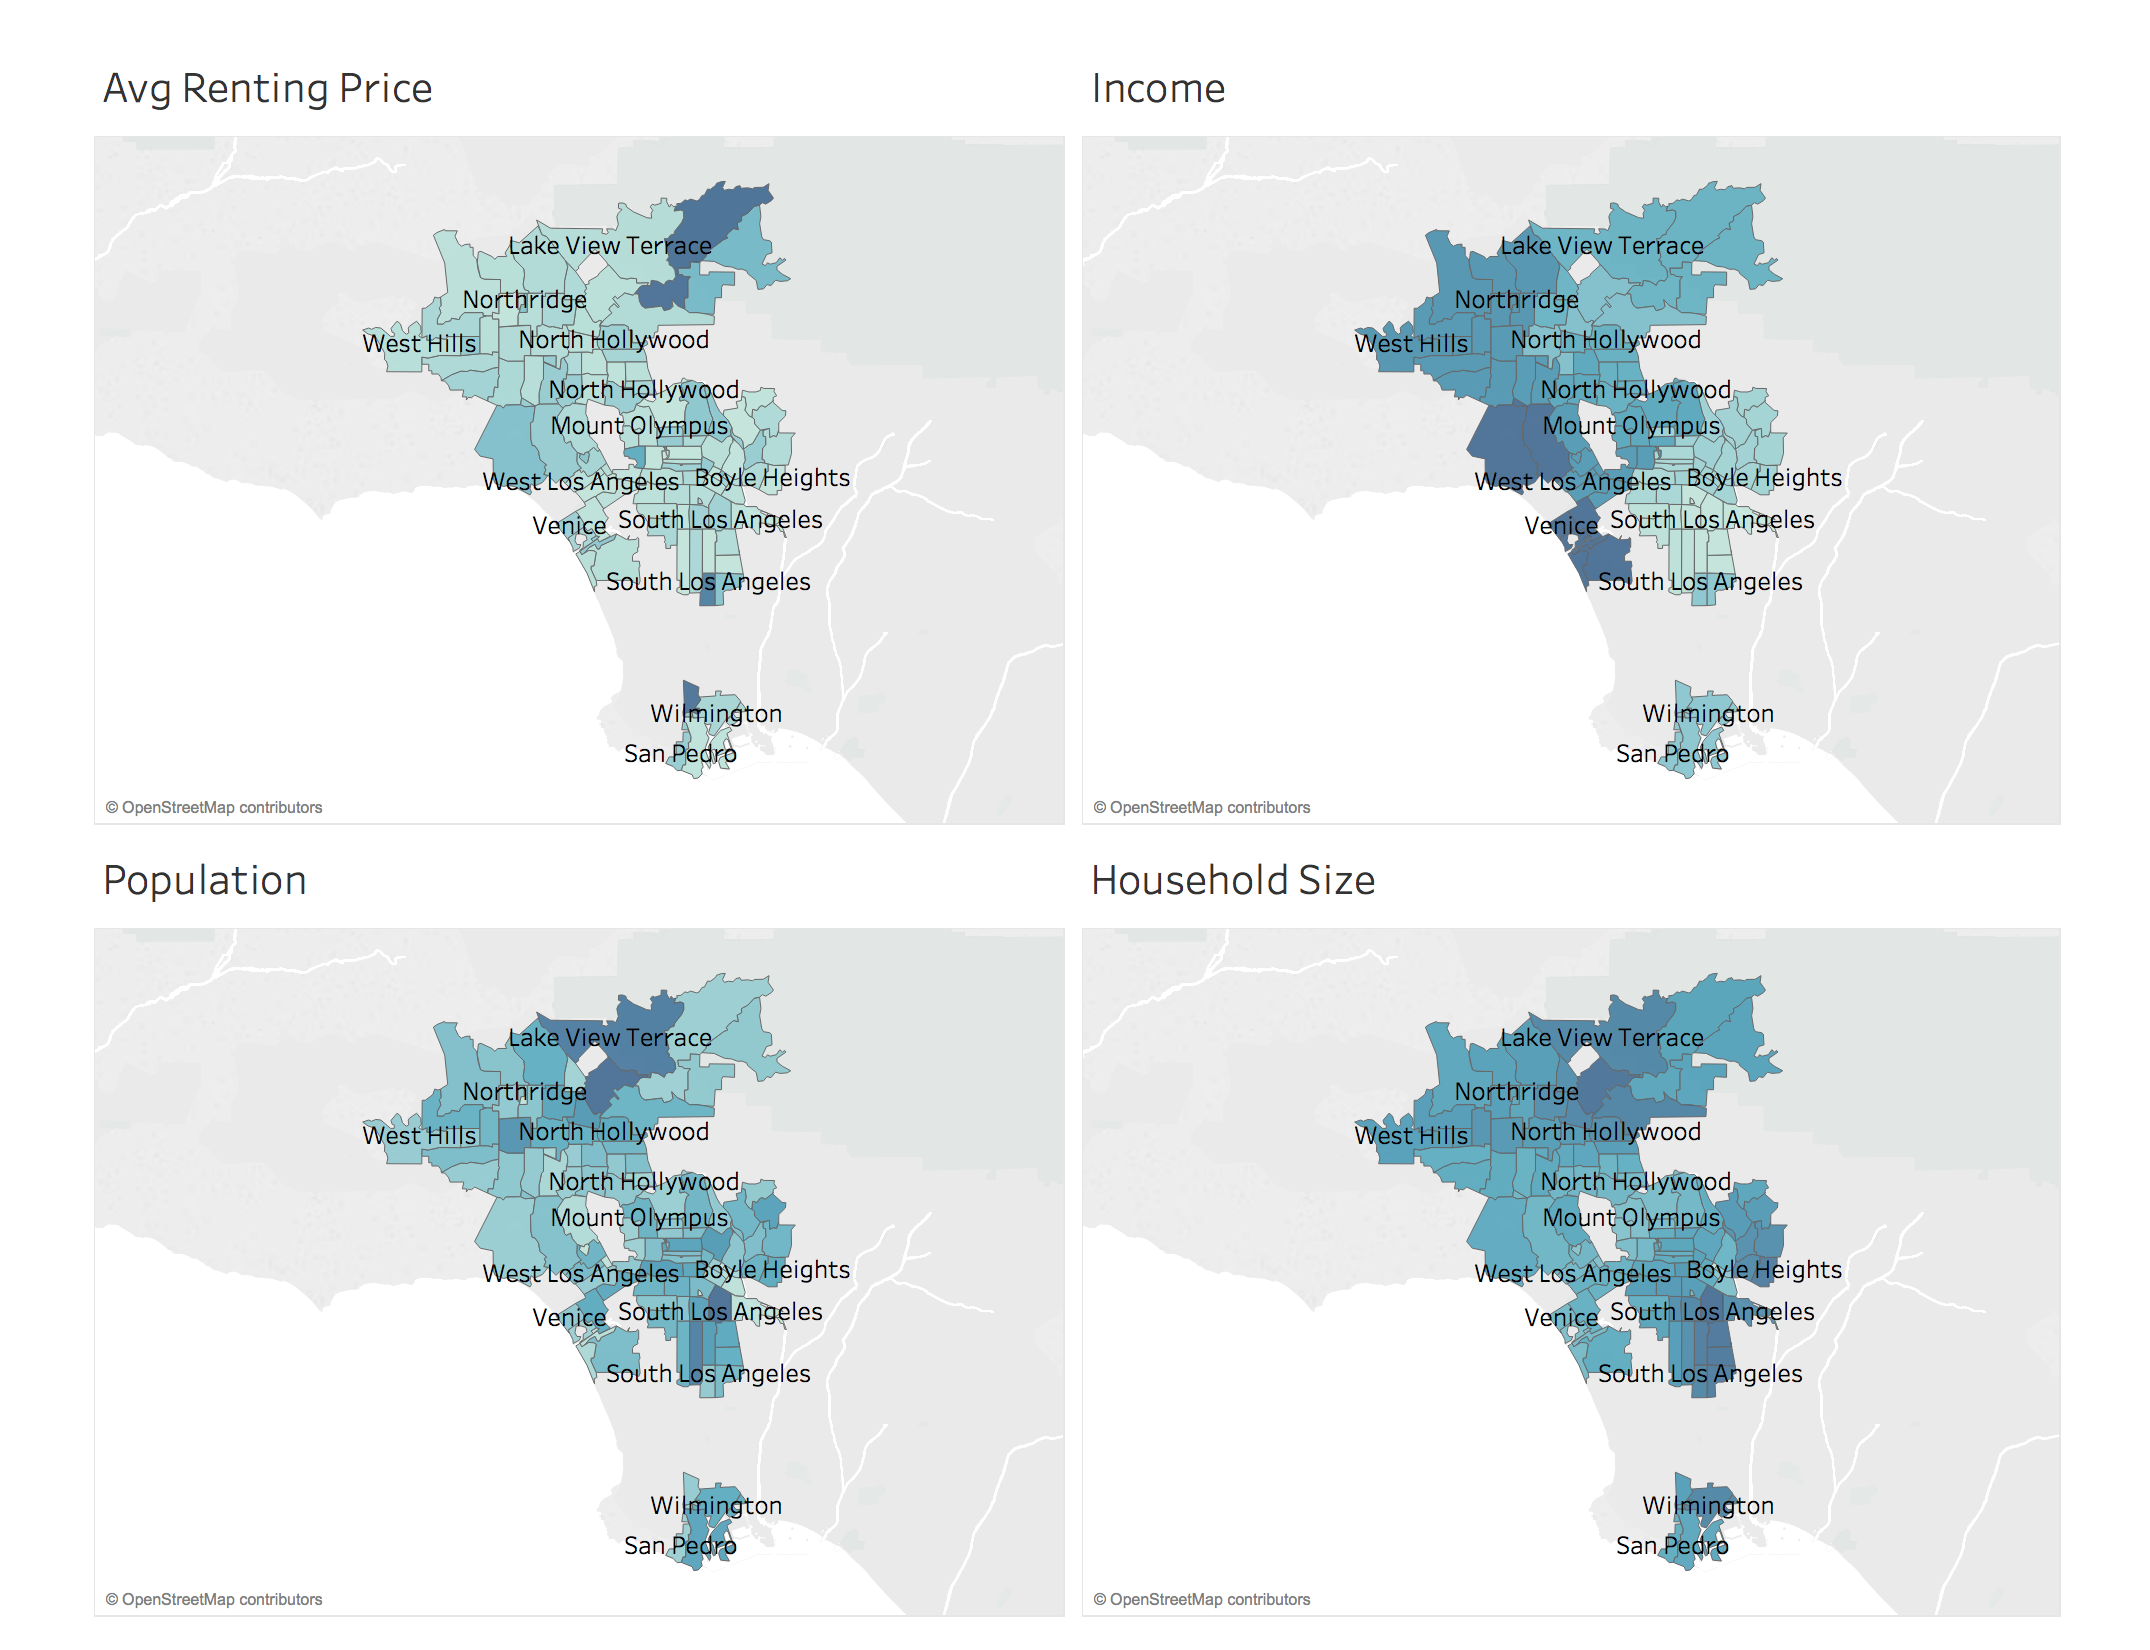 Avg Renting Price
Lake View Terrace
Northridge
West Hills
North Hollywood
North Hollywood
Mount Olympus
West Los Angeles
Boyle Heights
Venice
South Los Angeles
South Los Angeles
Wilmington
San Pedro
© OpenStreetMap contributors
Income
Lake View Terrace
Northridge
West Hills
North Hollywood
North Hollywood
Mount Olympus
West Los Angeles
Boyle Heights
Venice
South Los Angeles
South Los Angeles
Wilmington
San Pedro
© OpenStreetMap contributors
Population
Lake View Terrace
Northridge
West Hills
North Hollywood
North Hollywood
Mount Olympus
West Los Angeles
Boyle Heights
Venice
South Los Angeles
South Los Angeles
Wilmington
San Pedro
© OpenStreetMap contributors
Household Size
Lake View Terrace
Northridge
West Hills
North Hollywood
North Hollywood
Mount Olympus
West Los Angeles
Boyle Heights
Venice
South Los Angeles
South Los Angeles
Wilmington
San Pedro
© OpenStreetMap contributors